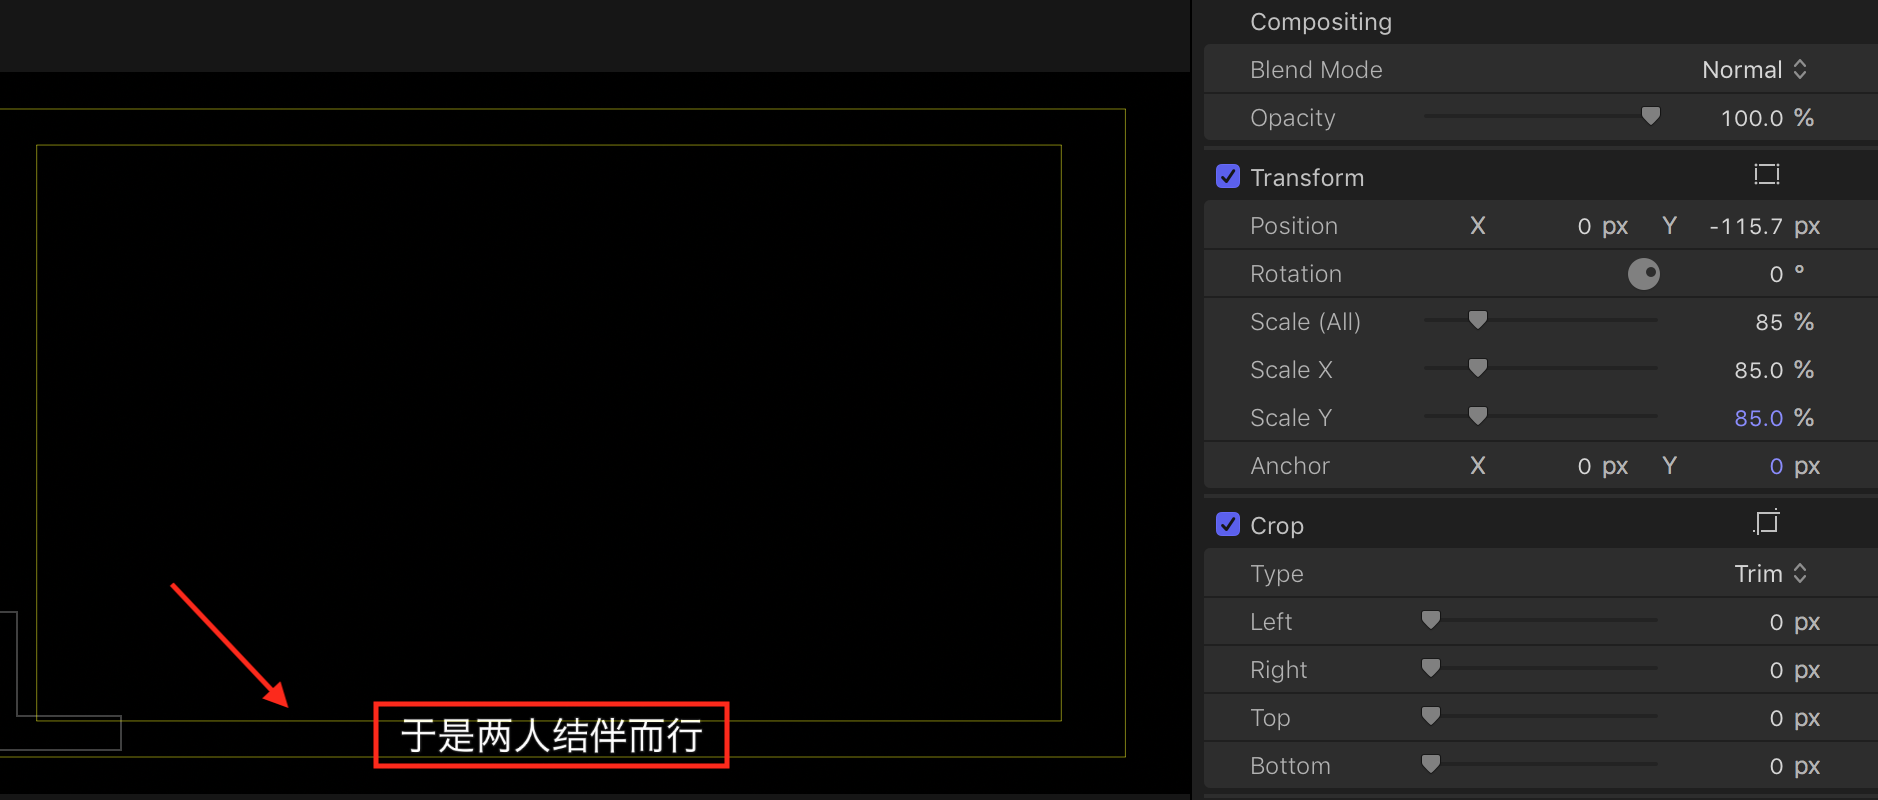 Compositing
Blend Mode Normal
Opacity 100.0 %
Transform
Position X 0 px Y -115.7 px
Rotation 0 °
Scale (All) 85 %
Scale X 85.0 %
Scale Y 85.0 %
Anchor X 0 px Y 0 px
Crop
Type Trim
Left 0 px
Right 0 px
Top 0 px
Bottom 0 px
于是两人结伴而行